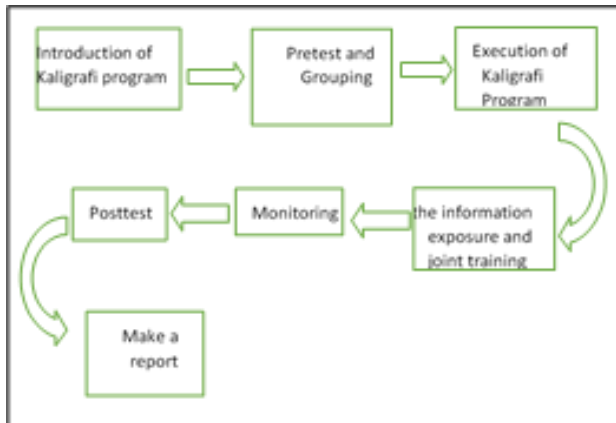 Introduction of
Kaligrafi program
Pretest and
Grouping
Execution of
Kaligrafi
Program
the information
exposure and
joint training
Monitoring
Posttest
Make a
report